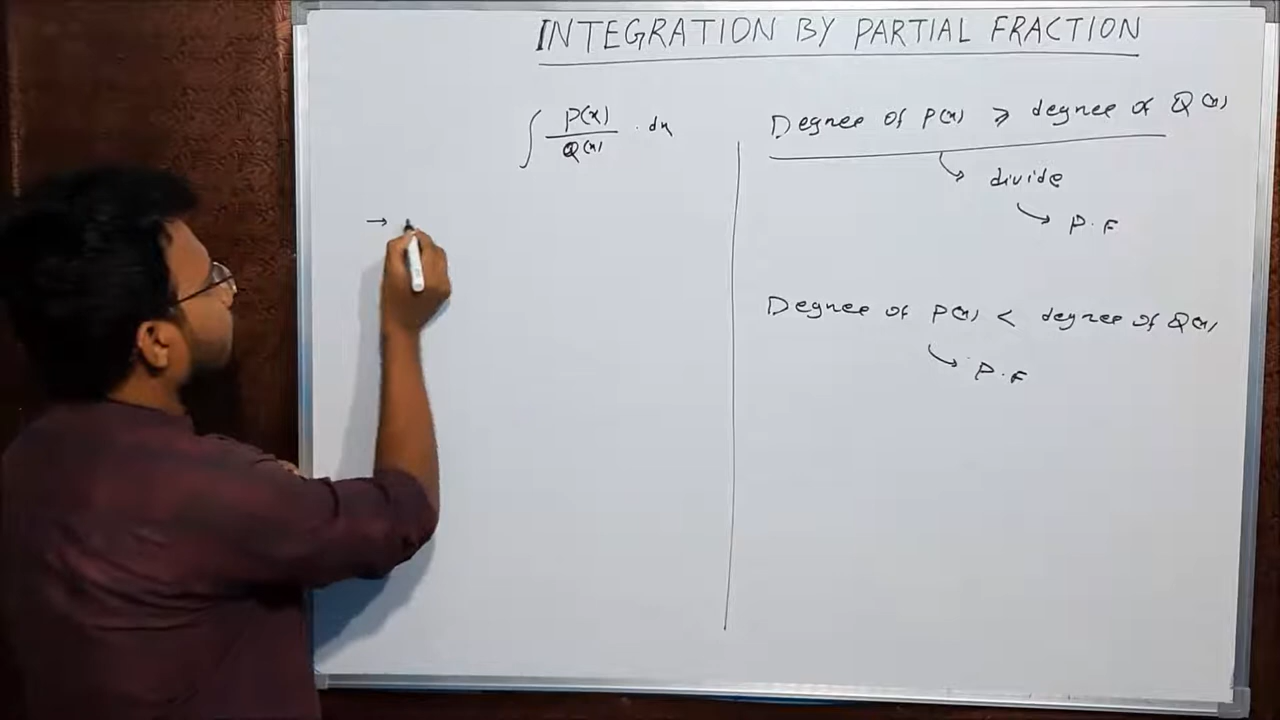 INTEGRATION BY PARTIAL FRACTION
∫ P(x)/Q(x) . dx
→
Degree of P(x) ⩾ degree of Q(x)
divide
P.F
Degree of P(x) < degree of Q(x)
P.F